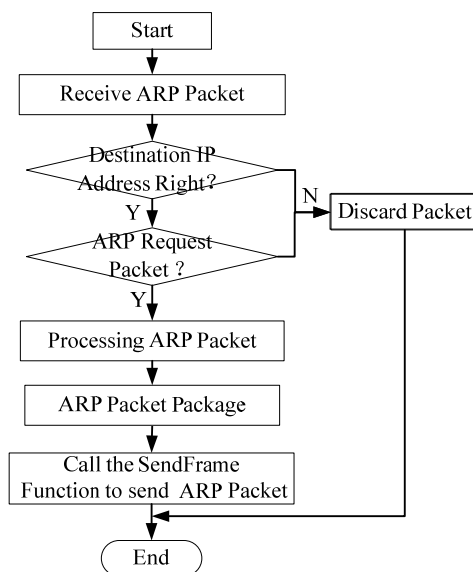 Start
Receive ARP Packet
Destination IP
Address Right?
N
Y
Discard Packet
ARP Request
Packet ?
Y
Processing ARP Packet
ARP Packet Package
Call the SendFrame
Function to send ARP Packet
End